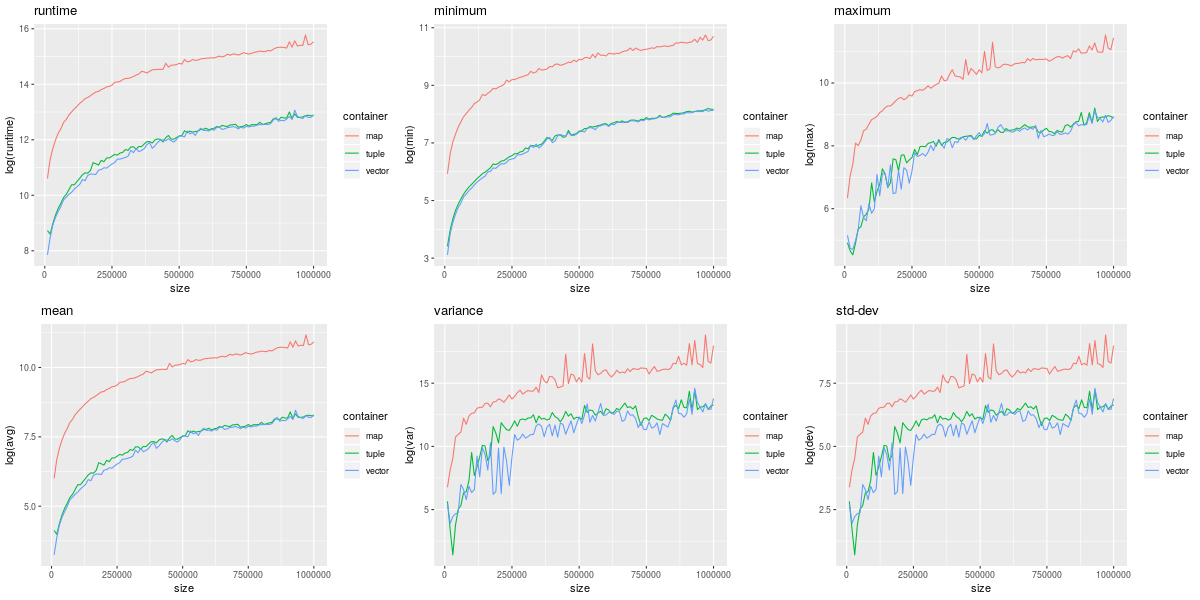 runtime
log(runtime)
16
14
12
10
8
0 250000 500000 750000 1000000
size
container
map
tuple
vector
minimum
log(min)
11
9
7
5
3
0 250000 500000 750000 1000000
size
container
map
tuple
vector
maximum
log(max)
10
8
6
0 250000 500000 750000 1000000
size
container
map
tuple
vector
mean
log(avg)
10.0
7.5
5.0
0 250000 500000 750000 1000000
size
container
map
tuple
vector
variance
log(var)
15
10
5
0 250000 500000 750000 1000000
size
container
map
tuple
vector
std-dev
log(dev)
7.5
5.0
2.5
0 250000 500000 750000 1000000
size
container
map
tuple
vector